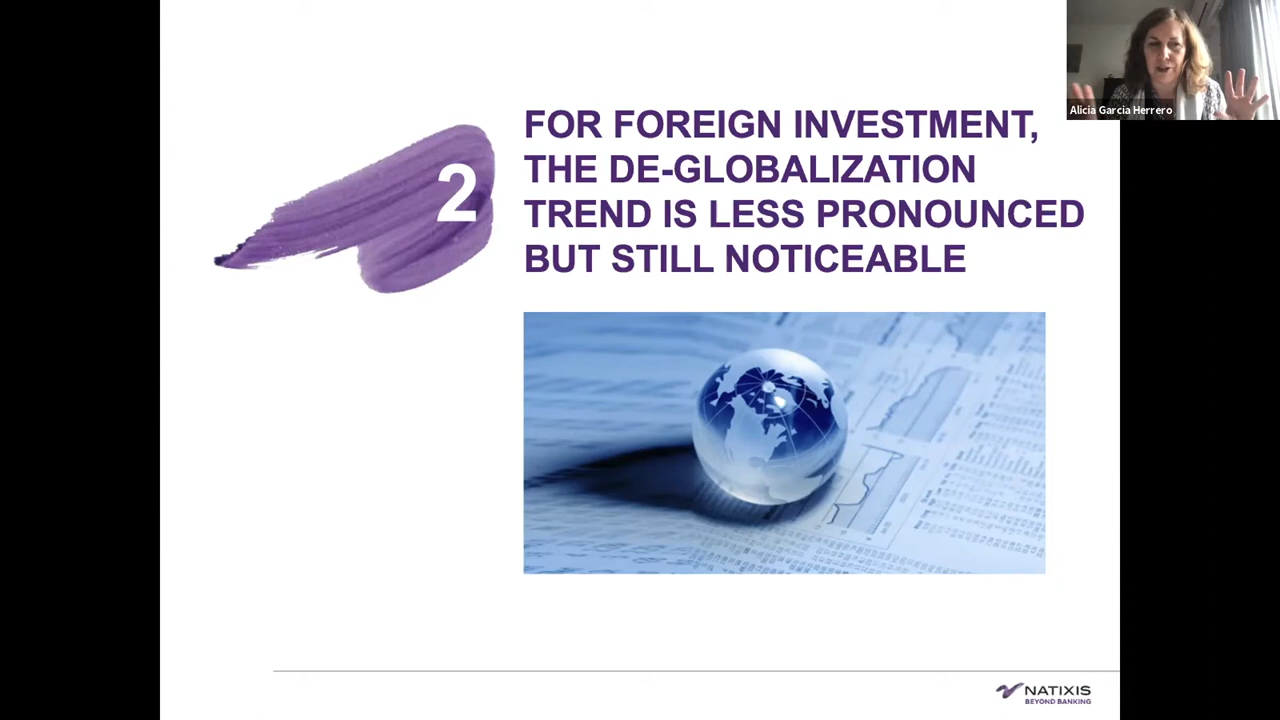 Alicia Garcia Herrero
2
FOR FOREIGN INVESTMENT,
THE DE-GLOBALIZATION
TREND IS LESS PRONOUNCED
BUT STILL NOTICEABLE
NATIXIS
BEYOND BANKING